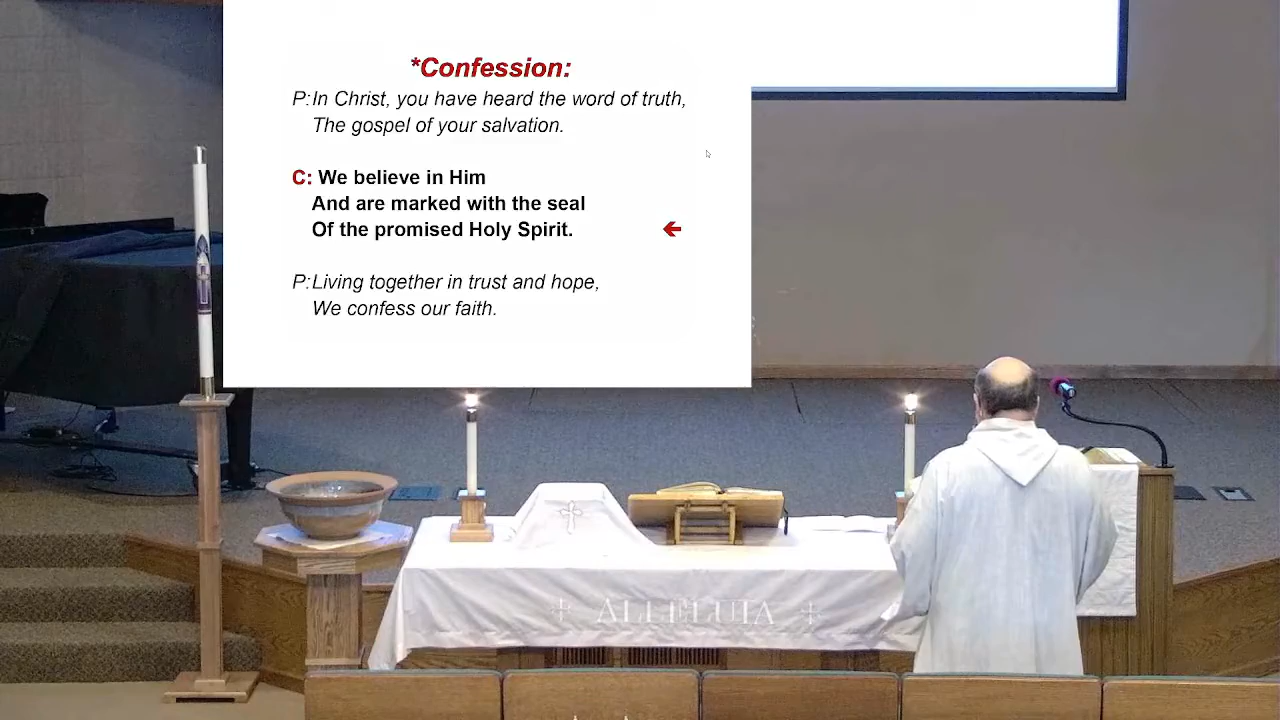 *Confession:
P:In Christ, you have heard the word of truth,
The gospel of your salvation.
C: We believe in Him
And are marked with the seal
Of the promised Holy Spirit.
P:Living together in trust and hope,
We confess our faith.
ALLELUIA